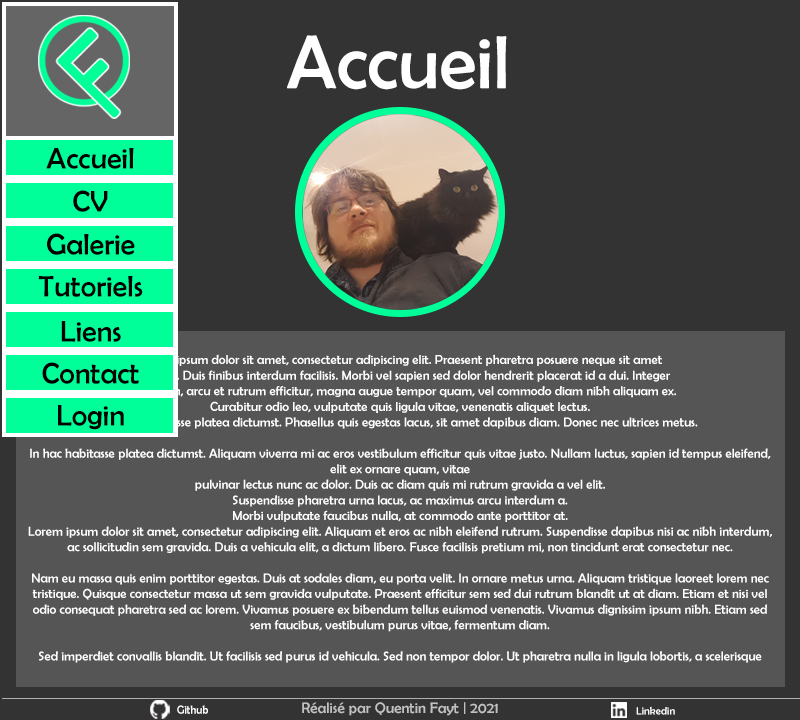 Accueil
Accueil
CV
Galerie
Tutoriels
Liens
Contact
Login
ipsum dolor sit amet, consectetur adipiscing elit. Praesent pharetra posuere neque sit amet
. Duis finibus interdum facilisis. Morbi vel sapien sed dolor hendrerit placerat id a dui. Integer
, arcu et rutrum efficitur, magna augue tempor quam, vel commodo diam nibh aliquam ex.
Curabitur odio leo, vulputate quis ligula vitae, venenatis aliquet lectus.
platea dictumst. Phasellus quis egestas lacus, sit amet dapibus diam. Donec nec ultrices metus.
In hac habitasse platea dictumst. Aliquam viverra mi ac eros vestibulum efficitur quis vitae justo. Nullam luctus, sapien id tempus eleifend,
elit ex ornare quam, vitae
pulvinar lectus nunc ac dolor. Duis ac diam quis mi rutrum gravida a vel elit.
Suspendisse pharetra urna lacus, ac maximus arcu interdum a.
Morbi vulputate faucibus nulla, at commodo ante porttitor at.
Lorem ipsum dolor sit amet, consectetur adipiscing elit. Aliquam et eros ac nibh eleifend rutrum. Suspendisse dapibus nisi ac nibh interdum,
ac sollicitudin sem gravida. Duis a vehicula elit, a dictum libero. Fusce facilisis pretium mi, non tincidunt erat consectetur nec.
Nam eu massa quis enim porttitor egestas. Duis at sodales diam, eu porta velit. In ornare metus urna. Aliquam tristique laoreet lorem nec
tristique. Quisque consectetur massa ut sem gravida vulputate. Praesent efficitur sem sed dui rutrum blandit ut at diam. Etiam et nisi vel
odio consequat pharetra sed ac lorem. Vivamus posuere ex bibendum tellus euismod venenatis. Vivamus dignissim ipsum nibh. Etiam sed
sem faucibus, vestibulum purus vitae, fermentum diam.
Sed imperdiet convallis blandit. Ut facilisis sed purus id vehicula. Sed non tempor dolor. Ut pharetra nulla in ligula lobortis, a scelerisque
Github
Réalisé par Quentin Fayt | 2021
Linkedin